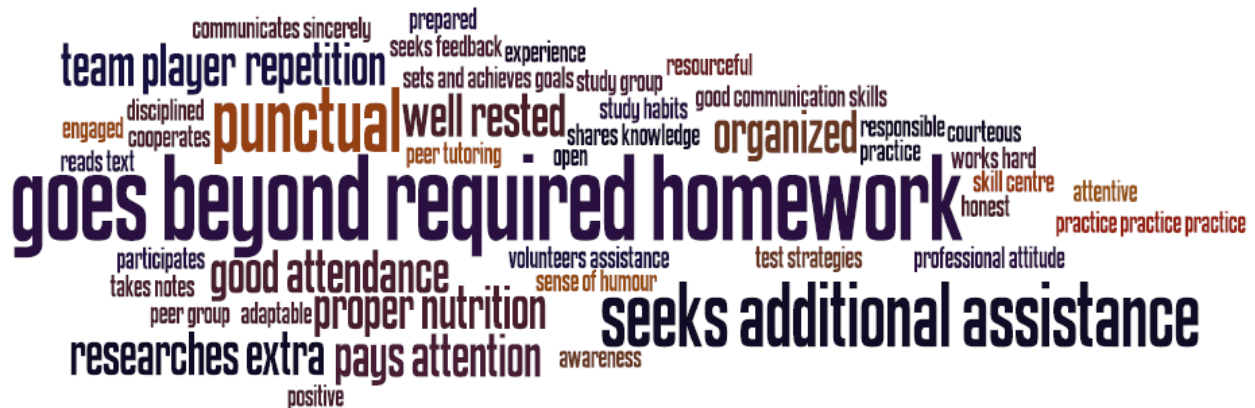 communicates sincerely
prepared
seeks feedback
experience
team player
repetition
sets and achieves goals
study group
resourceful
disciplined
punctual
well rested
study habits
good communication skills
engaged
cooperates
shares knowledge
organized
responsible
courteous
reads text
peer tutoring
open
practice
works hard
goes beyond required homework
skill centre
attentive
honest
practice practice practice
participates
good attendance
volunteers assistance
test strategies
professional attitude
takes notes
sense of humour
peer group
adaptable
proper nutrition
seeks additional assistance
researches extra
pays attention
awareness
positive